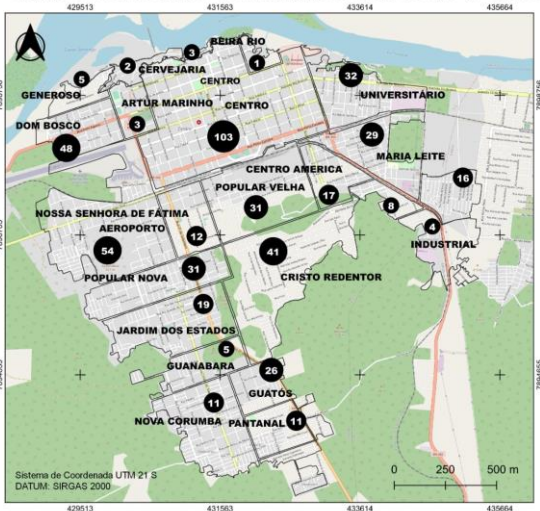 429513 431563 433614 435664
BEIRA RIO
3
1
2
CERVEJARIA
5
CENTRO
32
GENEROSO
UNIVERSITÁRIO
ARTUR MARINHO CENTRO
DOM BOSCO
3
103
29
48
MARIA LEITE
CENTRO AMERICA
16
POPULAR VELHA
31
17
8
NOSSA SENHORA DE FÁTIMA
AEROPORTO
12
4
54
41
INDUSTRIAL
31
POPULAR NOVA
CRISTO REDENTOR
19
JARDIM DOS ESTADOS
5
GUANABARA
26
GUATÓS
11
NOVA CORUMBA
PANTANAL
11
Sistema de Coordenada UTM 21 S
DATUM: SIRGAS 2000
0 250 500 m
429513 431563 433614 435664